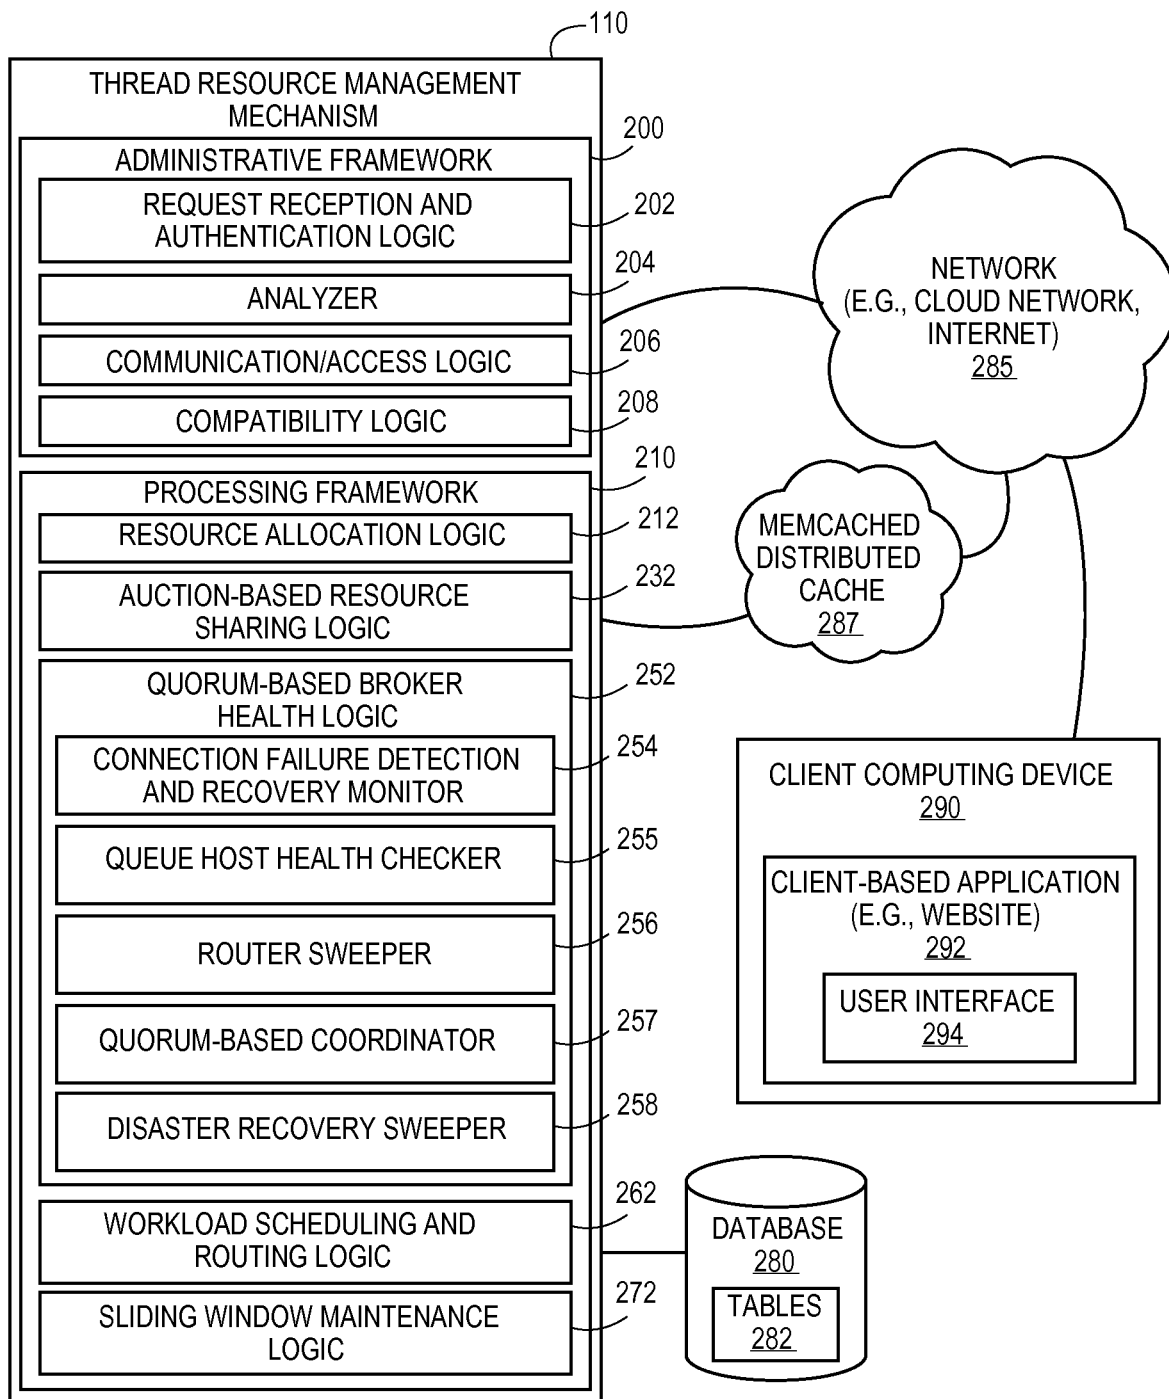 110
THREAD RESOURCE MANAGEMENT
MECHANISM
200
ADMINISTRATIVE FRAMEWORK
REQUEST RECEPTION AND
AUTHENTICATION LOGIC
202
ANALYZER
204
COMMUNICATION/ACCESS LOGIC
206
COMPATIBILITY LOGIC
208
PROCESSING FRAMEWORK
210
RESOURCE ALLOCATION LOGIC
212
AUCTION-BASED RESOURCE
SHARING LOGIC
232
QUORUM-BASED BROKER
HEALTH LOGIC
252
CONNECTION FAILURE DETECTION
AND RECOVERY MONITOR
254
QUEUE HOST HEALTH CHECKER
255
ROUTER SWEEPER
256
QUORUM-BASED COORDINATOR
257
DISASTER RECOVERY SWEEPER
258
WORKLOAD SCHEDULING AND
ROUTING LOGIC
262
SLIDING WINDOW MAINTENANCE
LOGIC
272
NETWORK
(E.G., CLOUD NETWORK,
INTERNET)
285
MEMCACHED
DISTRIBUTED
CACHE
287
CLIENT COMPUTING DEVICE
290
CLIENT-BASED APPLICATION
(E.G., WEBSITE)
292
USER INTERFACE
294
DATABASE
280
TABLES
282